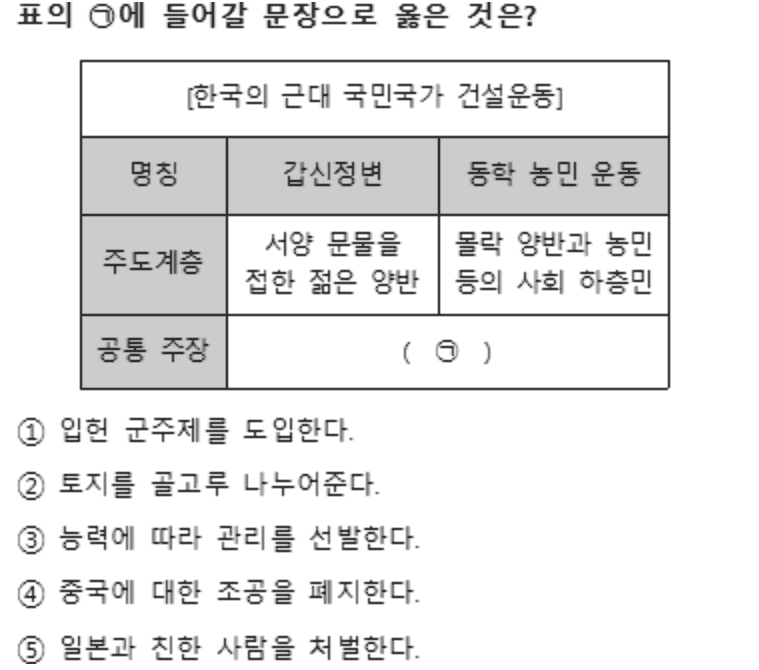 표의 ㉠에 들어갈 문장으로 옳은 것은?
[한국의 근대 국민국가 건설운동]
명칭 갑신정변 동학 농민 운동
주도계층 서양 문물을 접한 젊은 양반 몰락 양반과 농민 등의 사회 하층민
공통 주장 ( ㉠ )
① 입헌 군주제를 도입한다.
② 토지를 골고루 나누어준다.
③ 능력에 따라 관리를 선발한다.
④ 중국에 대한 조공을 폐지한다.
⑤ 일본과 친한 사람을 처벌한다.